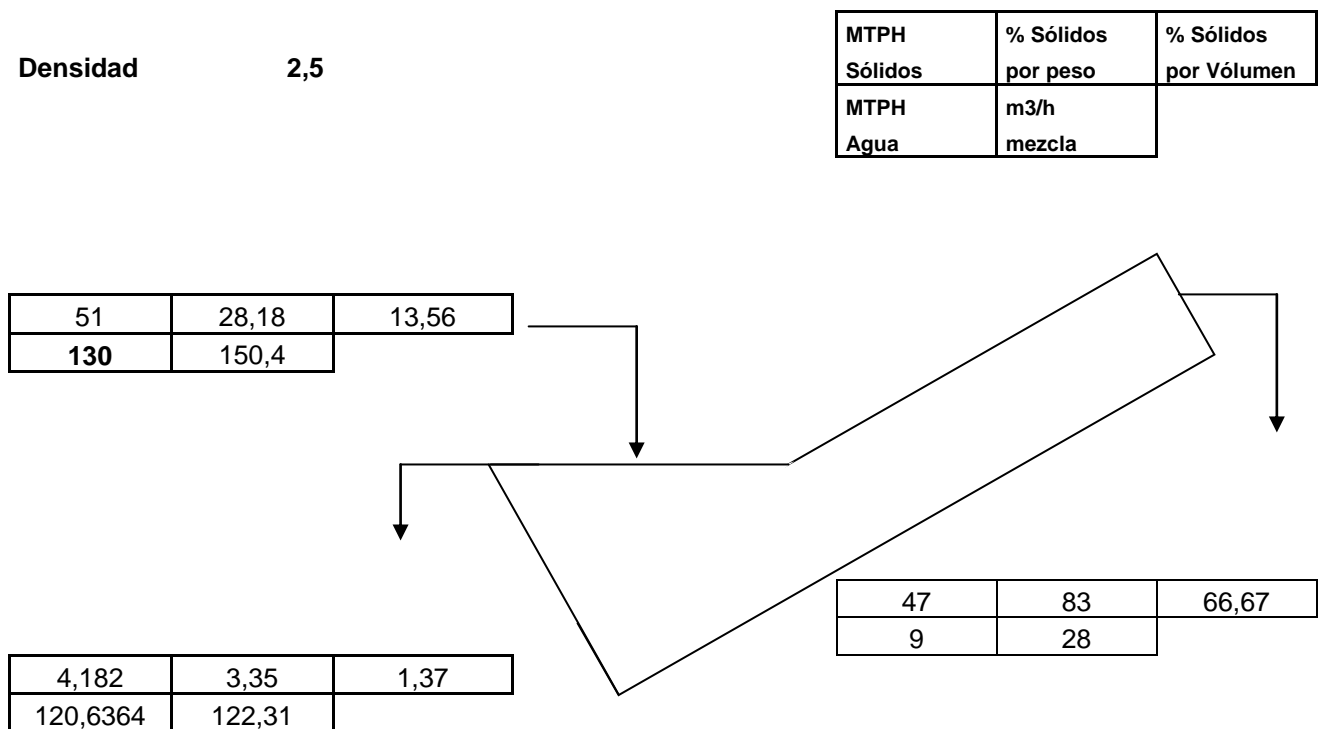 MTPH % Sólidos % Sólidos
Densidad 2,5
Sólidos por peso por Vólumen
MTPH m3/h
Agua mezcla
51 28,18 13,56
130 150,4
47 83 66,67
9 28
4,182 3,35 1,37
120,6364 122,31